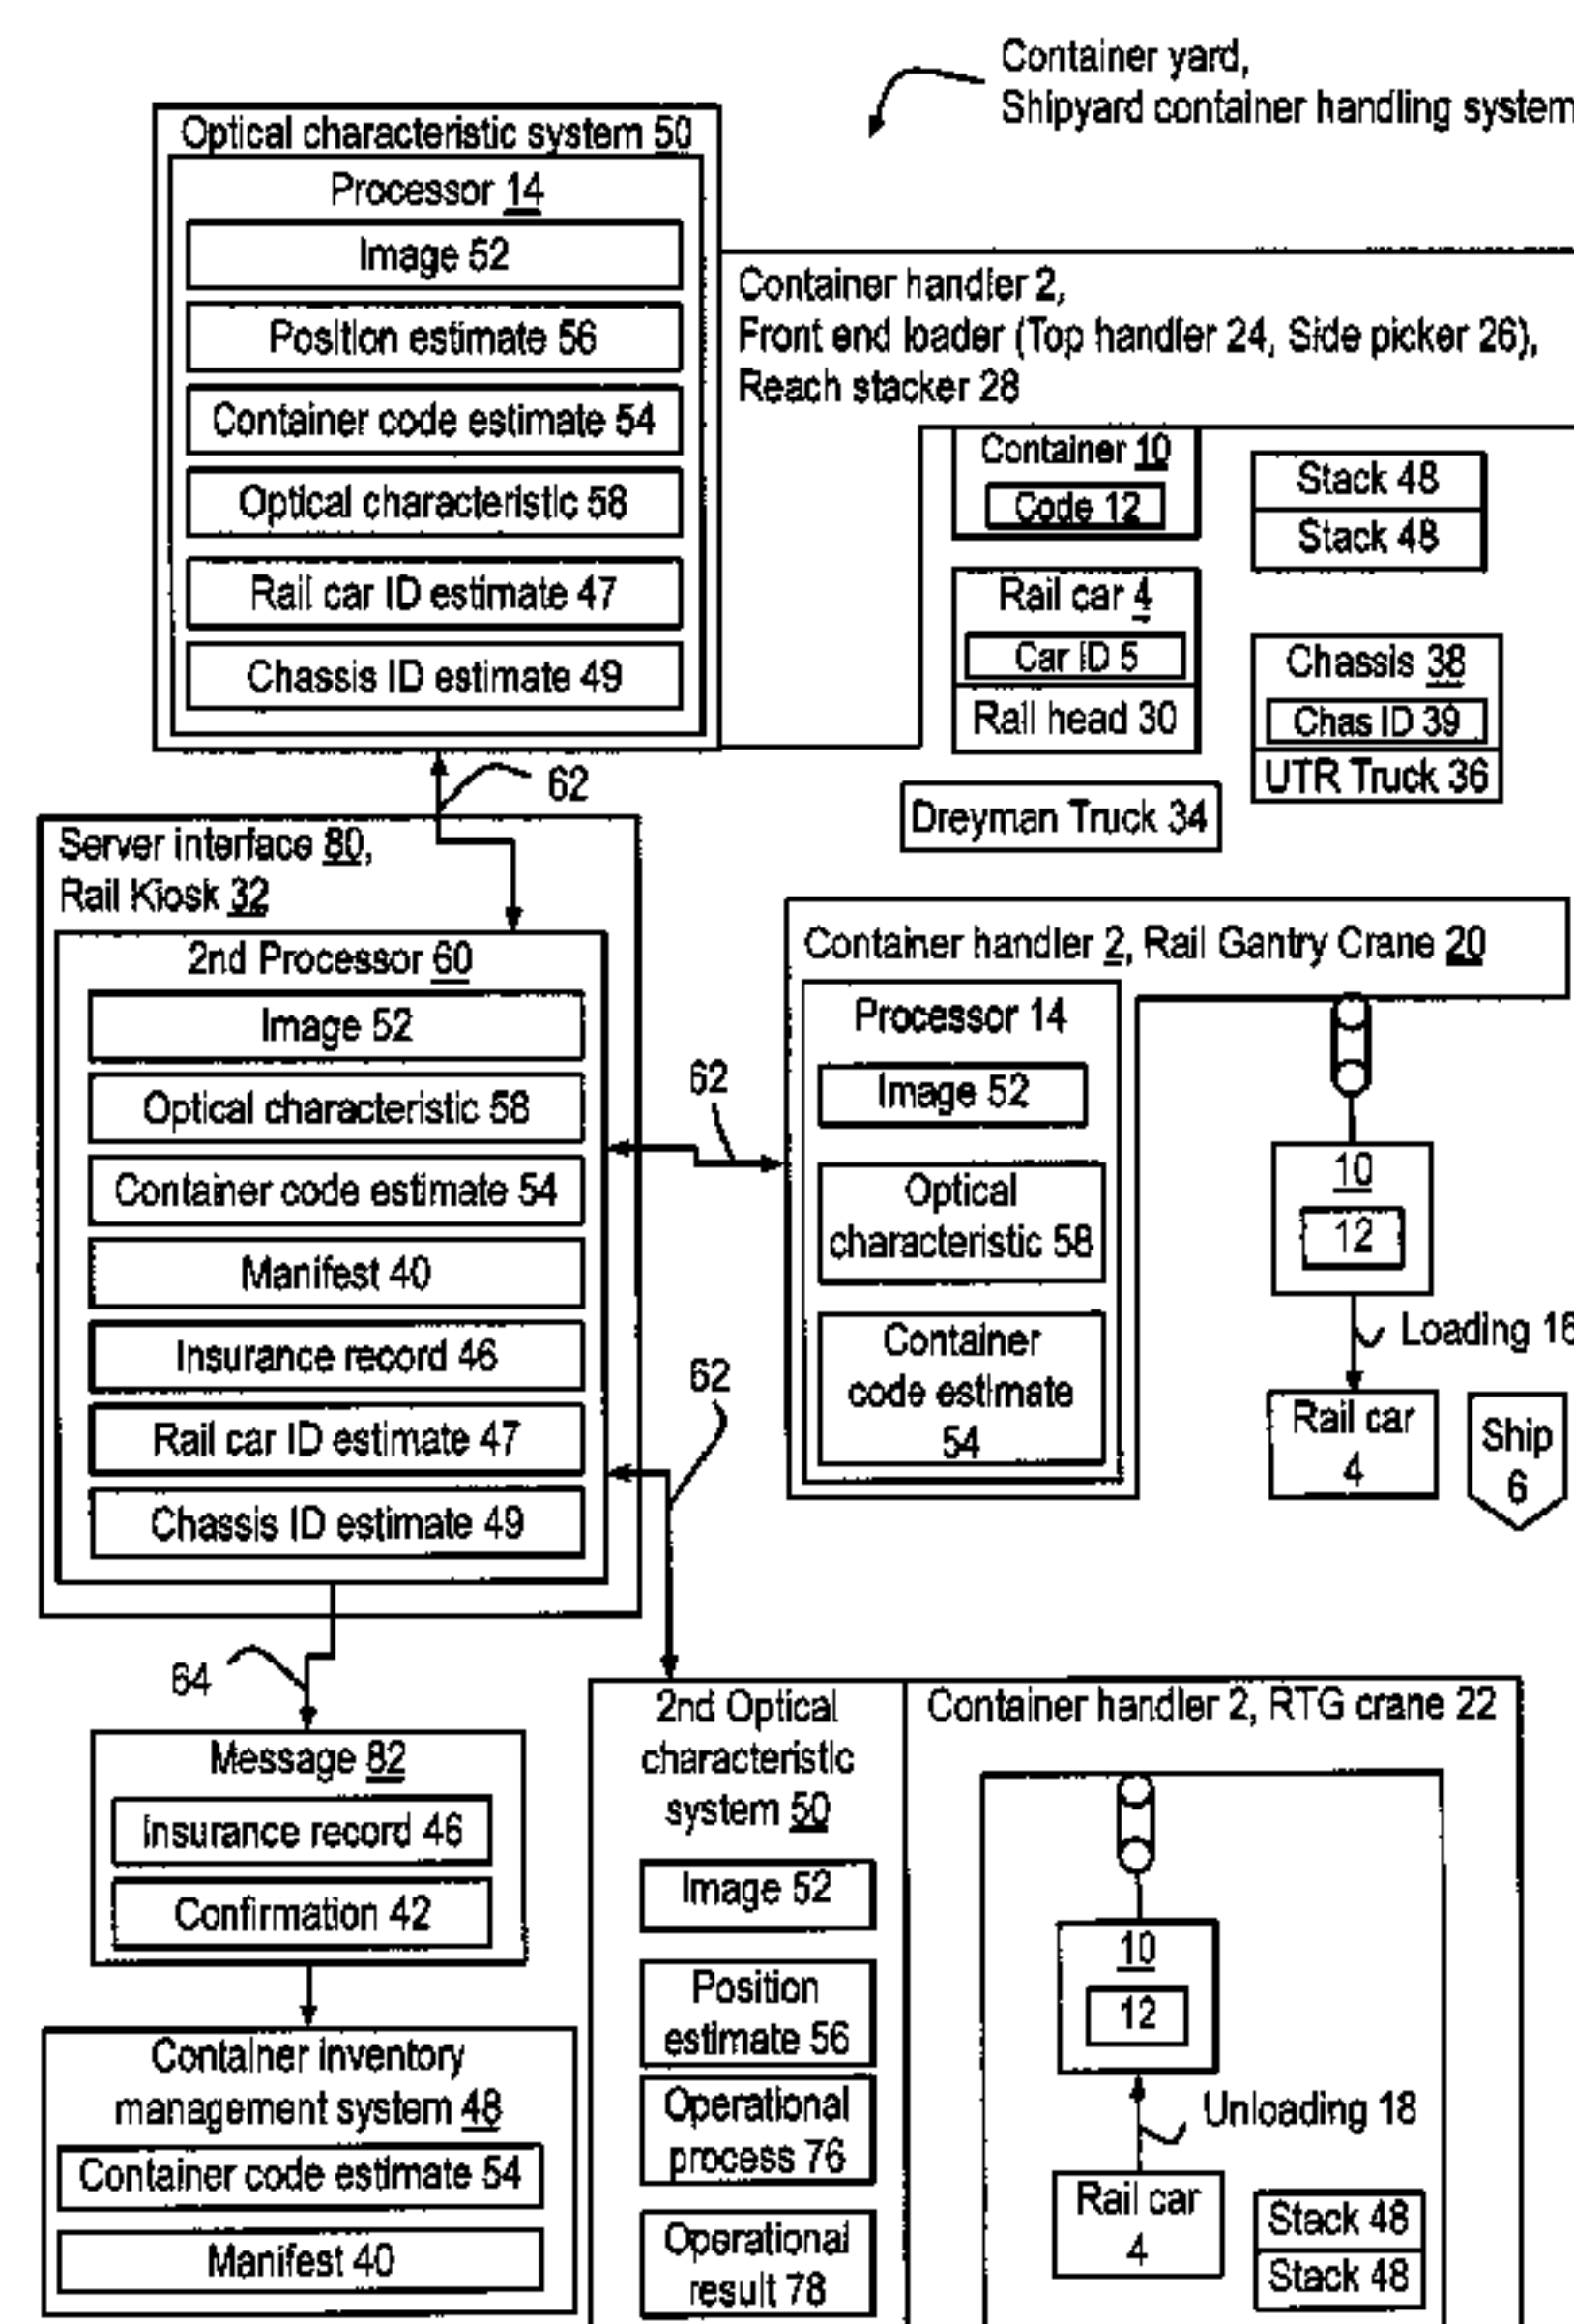 Container yard,
Shipyard container handling system
Optical characteristic system 50
Processor 14
Image 52
Position estimate 56
Container code estimate 54
Optical characteristic 58
Rail car ID estimate 47
Chassis ID estimate 49
Container handler 2,
Front end loader (Top handler 24, Side picker 26),
Reach stacker 28
Container 10
Code 12
Stack 48
Stack 48
Rail car 4
Car ID 5
Rail head 30
Chassis 38
Chas ID 39
UTR Truck 36
Dreyman Truck 34
62
Server interface 80,
Rail Kiosk 32
2nd Processor 60
Image 52
Optical characteristic 58
Container code estimate 54
Manifest 40
Insurance record 46
Rail car ID estimate 47
Chassis ID estimate 49
62
62
Container handler 2, Rail Gantry Crane 20
Processor 14
Image 52
Optical
characteristic 58
Container
code estimate
54
10
12
Loading 16
Rail car
4
Ship
6
64
Message 82
Insurance record 46
Confirmation 42
Container inventory
management system 48
Container code estimate 54
Manifest 40
2nd Optical
characteristic
system 50
Image 52
Position
estimate 56
Operational
process 76
Operational
result 78
Container handler 2, RTG crane 22
10
12
Unloading 18
Rail car
4
Stack 48
Stack 48